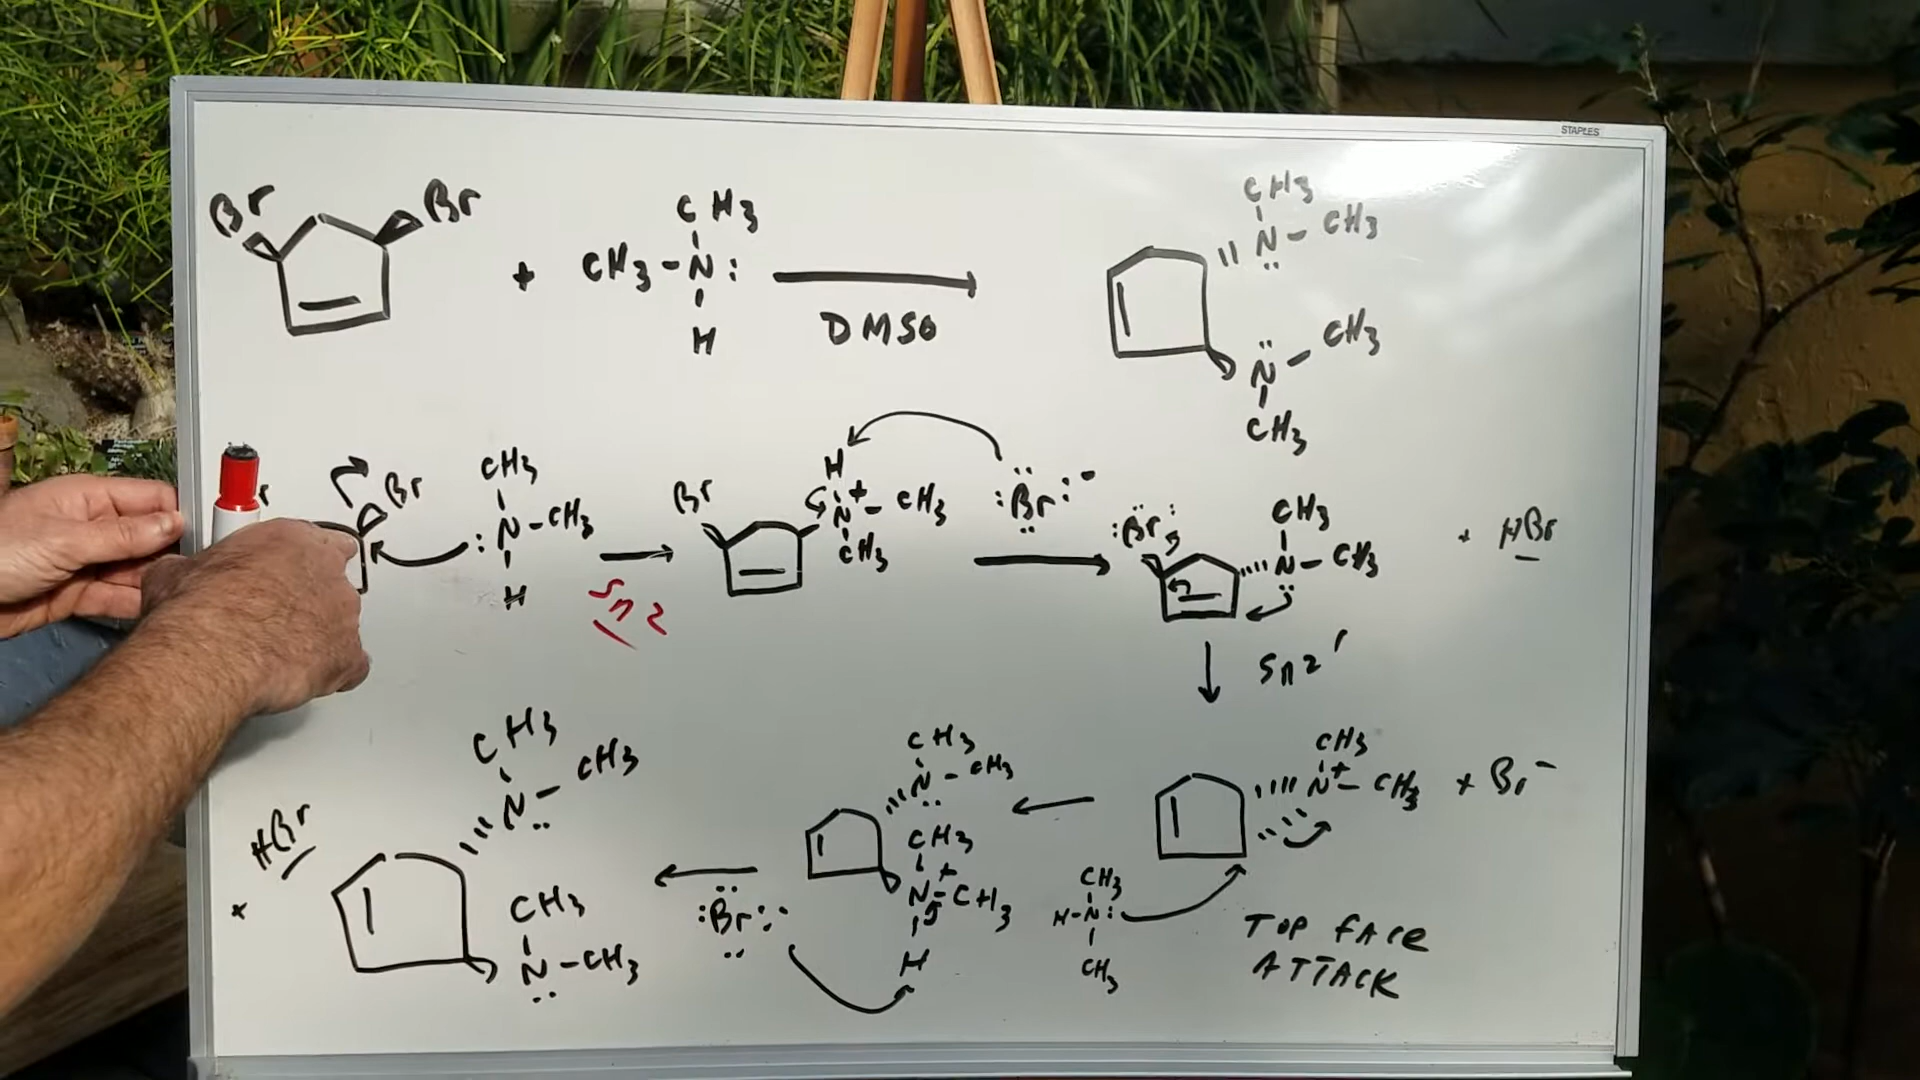 STAPLES
Br
Br
+
CH3
CH3-N:
H
DMSO
CH3
N-CH3
CH3
N
CH3
r
Br
CH3
:N-CH3
H
Sn2
Br
H
N+-CH3
CH3
:Br:-
:Br:
CH3
N-CH3
+ HBr
Sn2'
CH3
N+-CH3 + Br-
CH3
H-N:
CH3
TOP FACE
ATTACK
CH3
N-CH3
CH3
N+-CH3
H
:Br:-
CH3
N-CH3
CH3
N-CH3
+ HBr